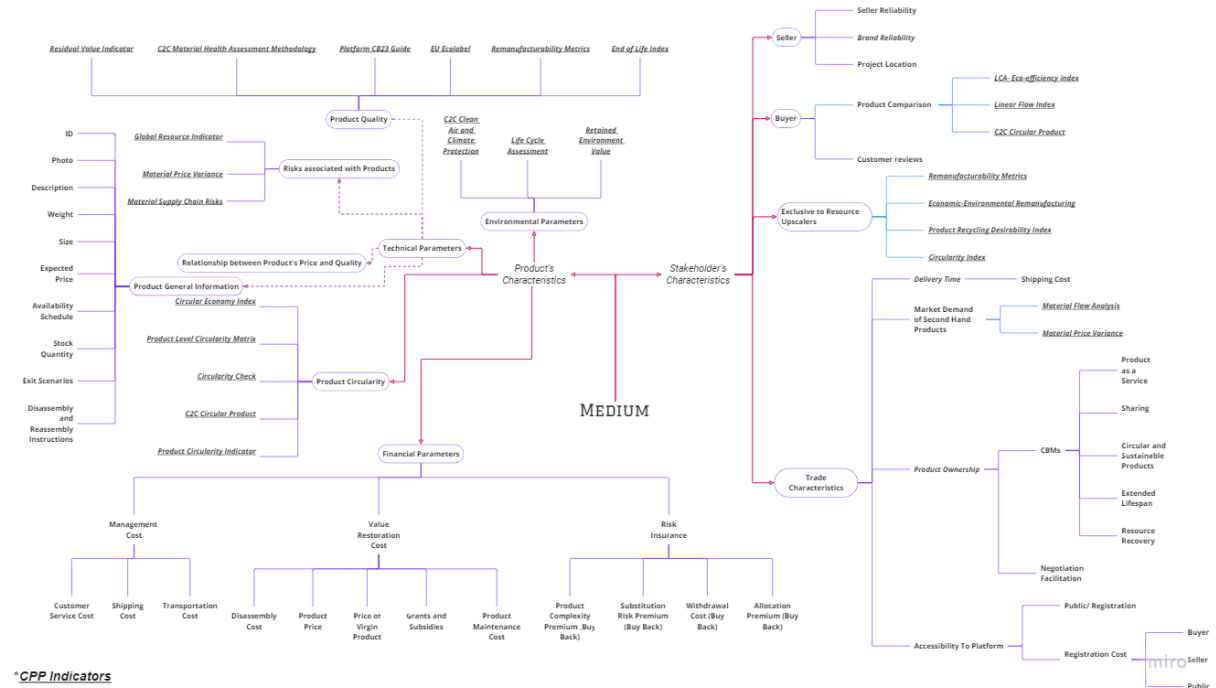 Seller Reliability
Seller
Brand Reliability
Project Location
Residual Value Indicator
C2C Material Health Assessment Methodology
Platform CB23 Guide
EU Ecolabel
Remanufacturability Metrics
End of Life Index
Product Quality
LCA- Eco-efficiency index
Product Comparison
Linear Flow Index
Buyer
C2C Circular Product
Customer reviews
C2C Clean
Air and
Climate
Protection
Life Cycle
Assessment
Retained
Environment
Value
ID
Photo
Description
Weight
Size
Expected
Price
Availability
Schedule
Stock
Quantity
Exit Scenarios
Disassembly
and
Reassembly
Instructions
Global Resource Indicator
Material Price Variance
Material Supply Chain Risks
Risks associated with Products
Environmental Parameters
Technical Parameters
Relationship between Product's Price and Quality
Product General Information
Product's
Characteristics
Stakeholder's
Characteristics
Exclusive to Resource
Upscalers
Remanufacturability Metrics
Economic-Environmental Remanufacturing
Product Recycling Desirability Index
Circularity Index
Circular Economy Index
Product Level Circularity Matrix
Circularity Check
C2C Circular Product
Product Circularity Indicator
Product Circularity
MEDIUM
Financial Parameters
Delivery Time
Shipping Cost
Market Demand
of Second Hand
Products
Material Flow Analysis
Material Price Variance
Trade
Characteristics
Product Ownership
CBMs
Product
as a
Service
Sharing
Circular and
Sustainable
Products
Extended
Lifespan
Resource
Recovery
Negotiation
Facilitation
Accessibility To Platform
Public/ Registration
Registration Cost
Buyer
Seller
Public
Management
Cost
Value
Restoration
Cost
Risk
Insurance
Customer
Service Cost
Shipping
Cost
Transportation
Cost
Disassembly
Cost
Product
Price
Price of
Virgin
Product
Grants and
Subsidies
Product
Maintenance
Cost
Product
Complexity
Premium (Buy
Back)
Substitution
Risk Premium
(Buy Back)
Withdrawal
Cost (Buy
Back)
Allocation
Premium (Buy
Back)
miro
*CPP Indicators